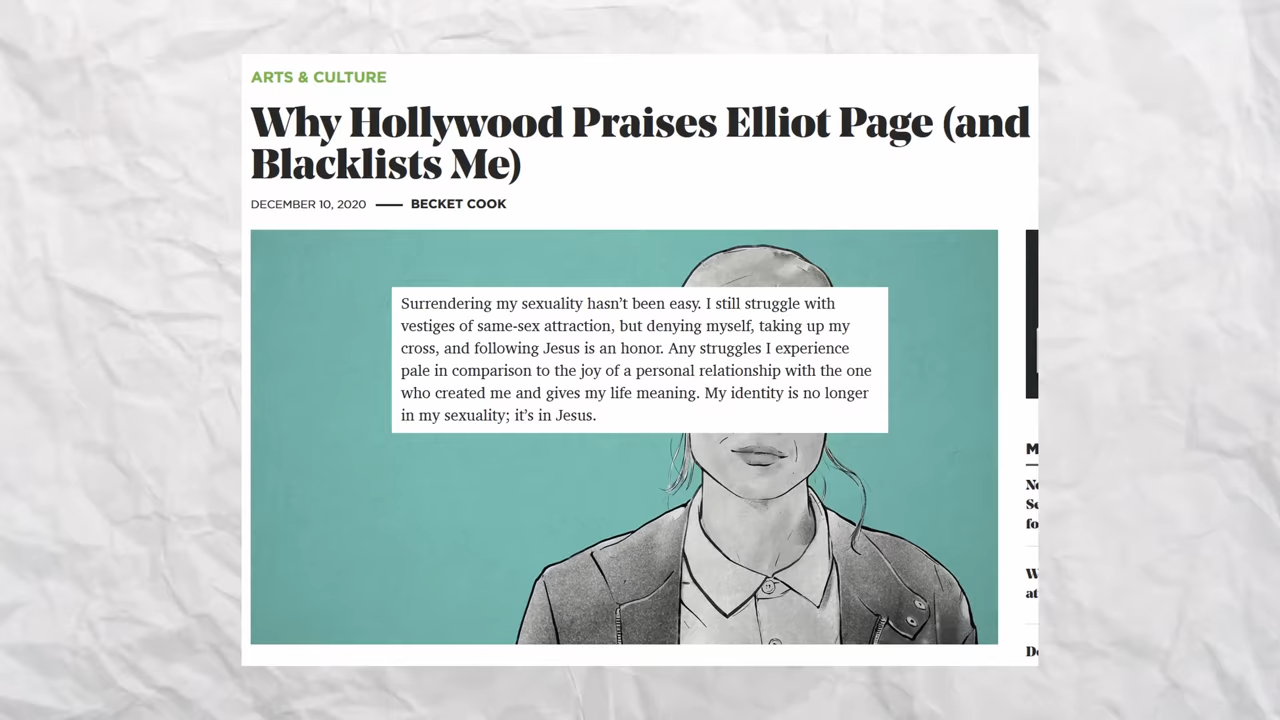 ARTS & CULTURE
Why Hollywood Praises Elliot Page (and
Blacklists Me)
DECEMBER 10, 2020 — BECKET COOK
Surrendering my sexuality hasn’t been easy. I still struggle with
vestiges of same-sex attraction, but denying myself, taking up my
cross, and following Jesus is an honor. Any struggles I experience
pale in comparison to the joy of a personal relationship with the one
who created me and gives my life meaning. My identity is no longer
in my sexuality; it’s in Jesus.